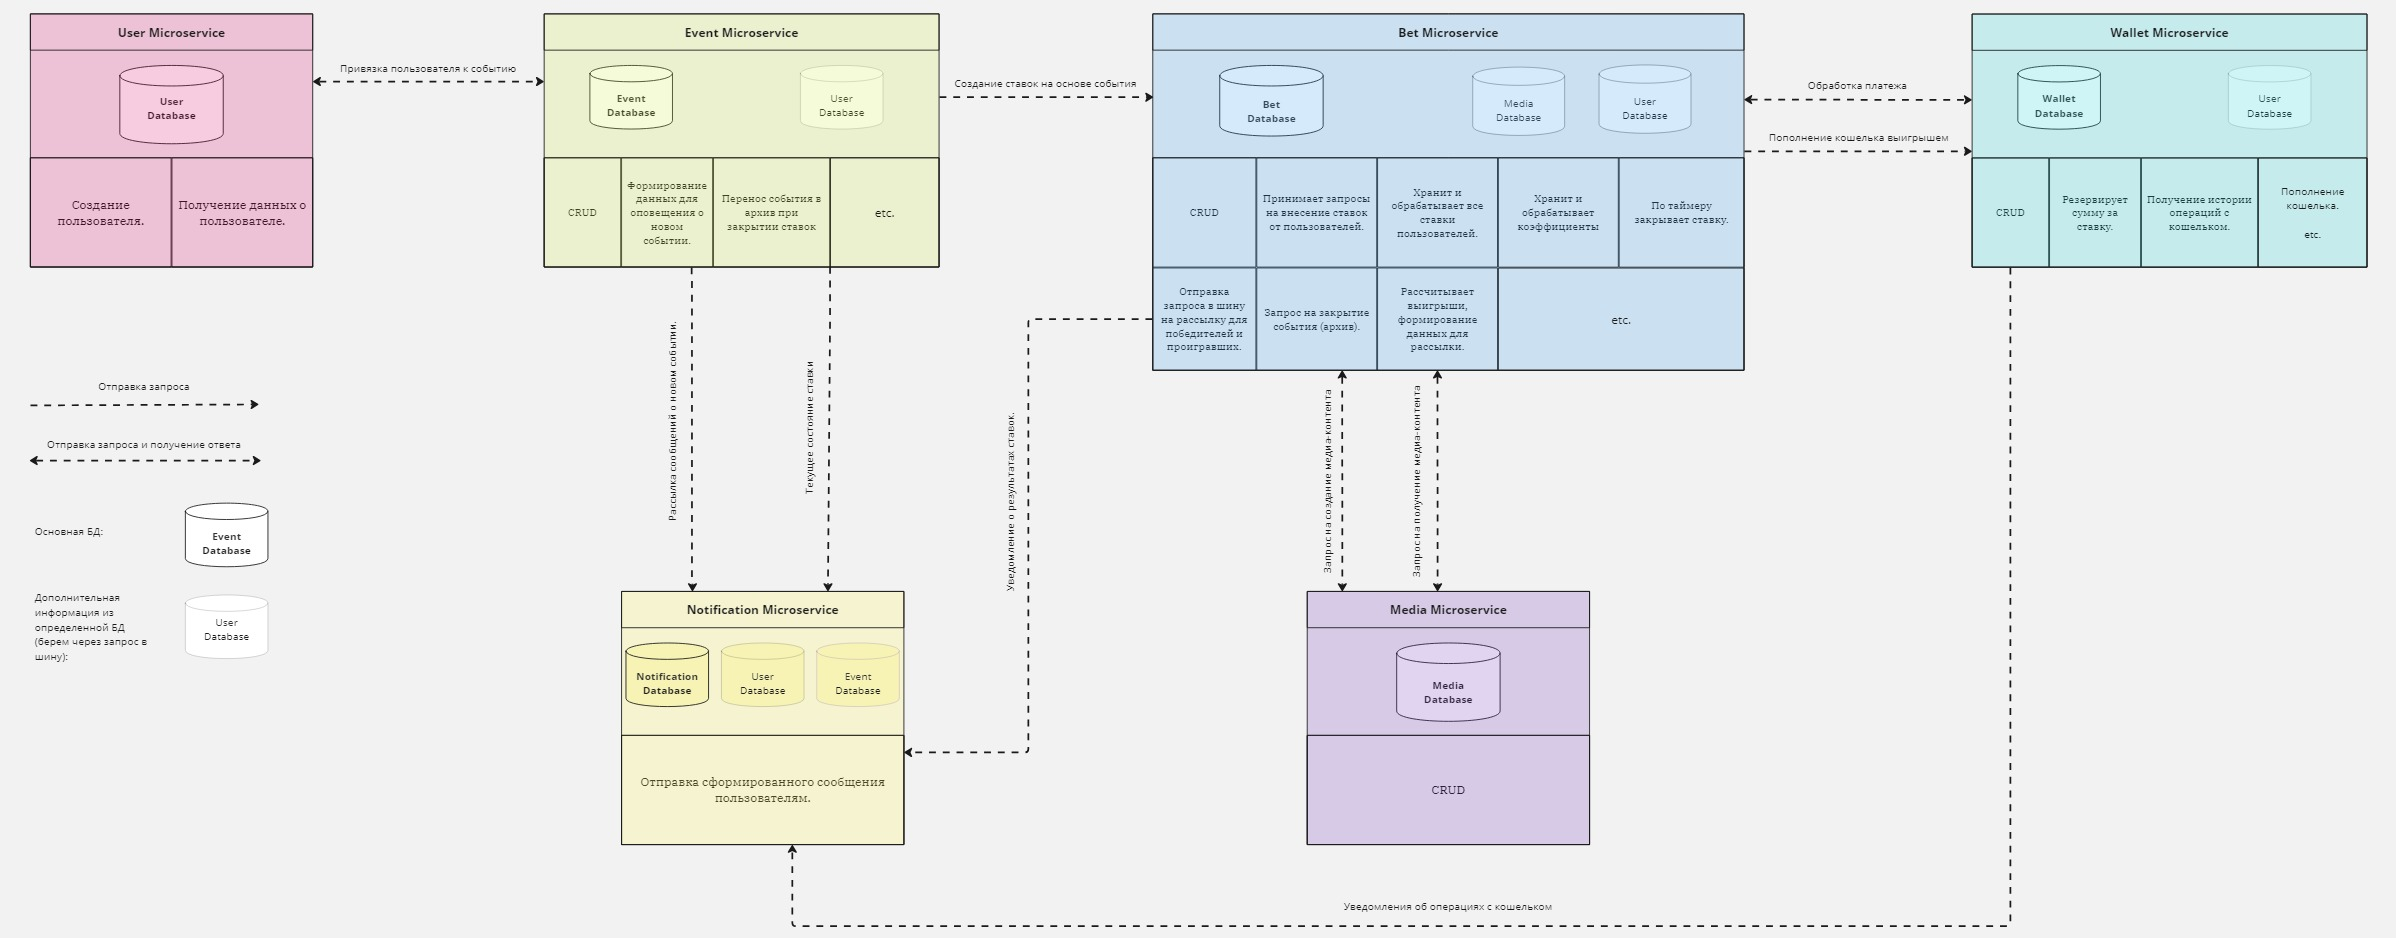 User Microservice
User
Database
Создание
пользователя.
Получение данных о
пользователе.
Привязка пользователя к событию
Event Microservice
Event
Database
User
Database
CRUD
Формирование
данных для
оповещения о
новом
событии.
Перенос события в
архив при
закрытии ставок
etc.
Создание ставок на основе события
Bet Microservice
Bet
Database
Media
Database
User
Database
CRUD
Принимает запросы
на внесение ставок
от пользователей.
Хранит и
обрабатывает все
ставки
пользователей.
Хранит и
обрабатывает
коэффициенты
По таймеру
закрывает ставку.
Отправка
запроса в шину
на рассылку для
победителей и
проигравших.
Запрос на закрытие
события (архив).
Рассчитывает
выигрыши,
формирование
данных для
рассылки.
etc.
Обработка платежа
Пополнение кошелька выигрышем
Wallet Microservice
Wallet
Database
User
Database
CRUD
Резервирует
сумму за
ставку.
Получение истории
операций с
кошельком.
Пополнение
кошелька.
etc.
Отправка запроса
Отправка запроса и получение ответа
Основная БД:
Event
Database
Дополнительная
информация из
определенной БД
(берем через запрос в
шину):
User
Database
Рассылка сообщений о новом событии.
Текущее состояние ставки
Уведомление о результатах ставок.
Запрос на создание медиа-контента
Запрос на получение медиа-контента
Notification Microservice
Notification
Database
User
Database
Event
Database
Отправка сформированного сообщения
пользователям.
Media Microservice
Media
Database
CRUD
Уведомления об операциях с кошельком